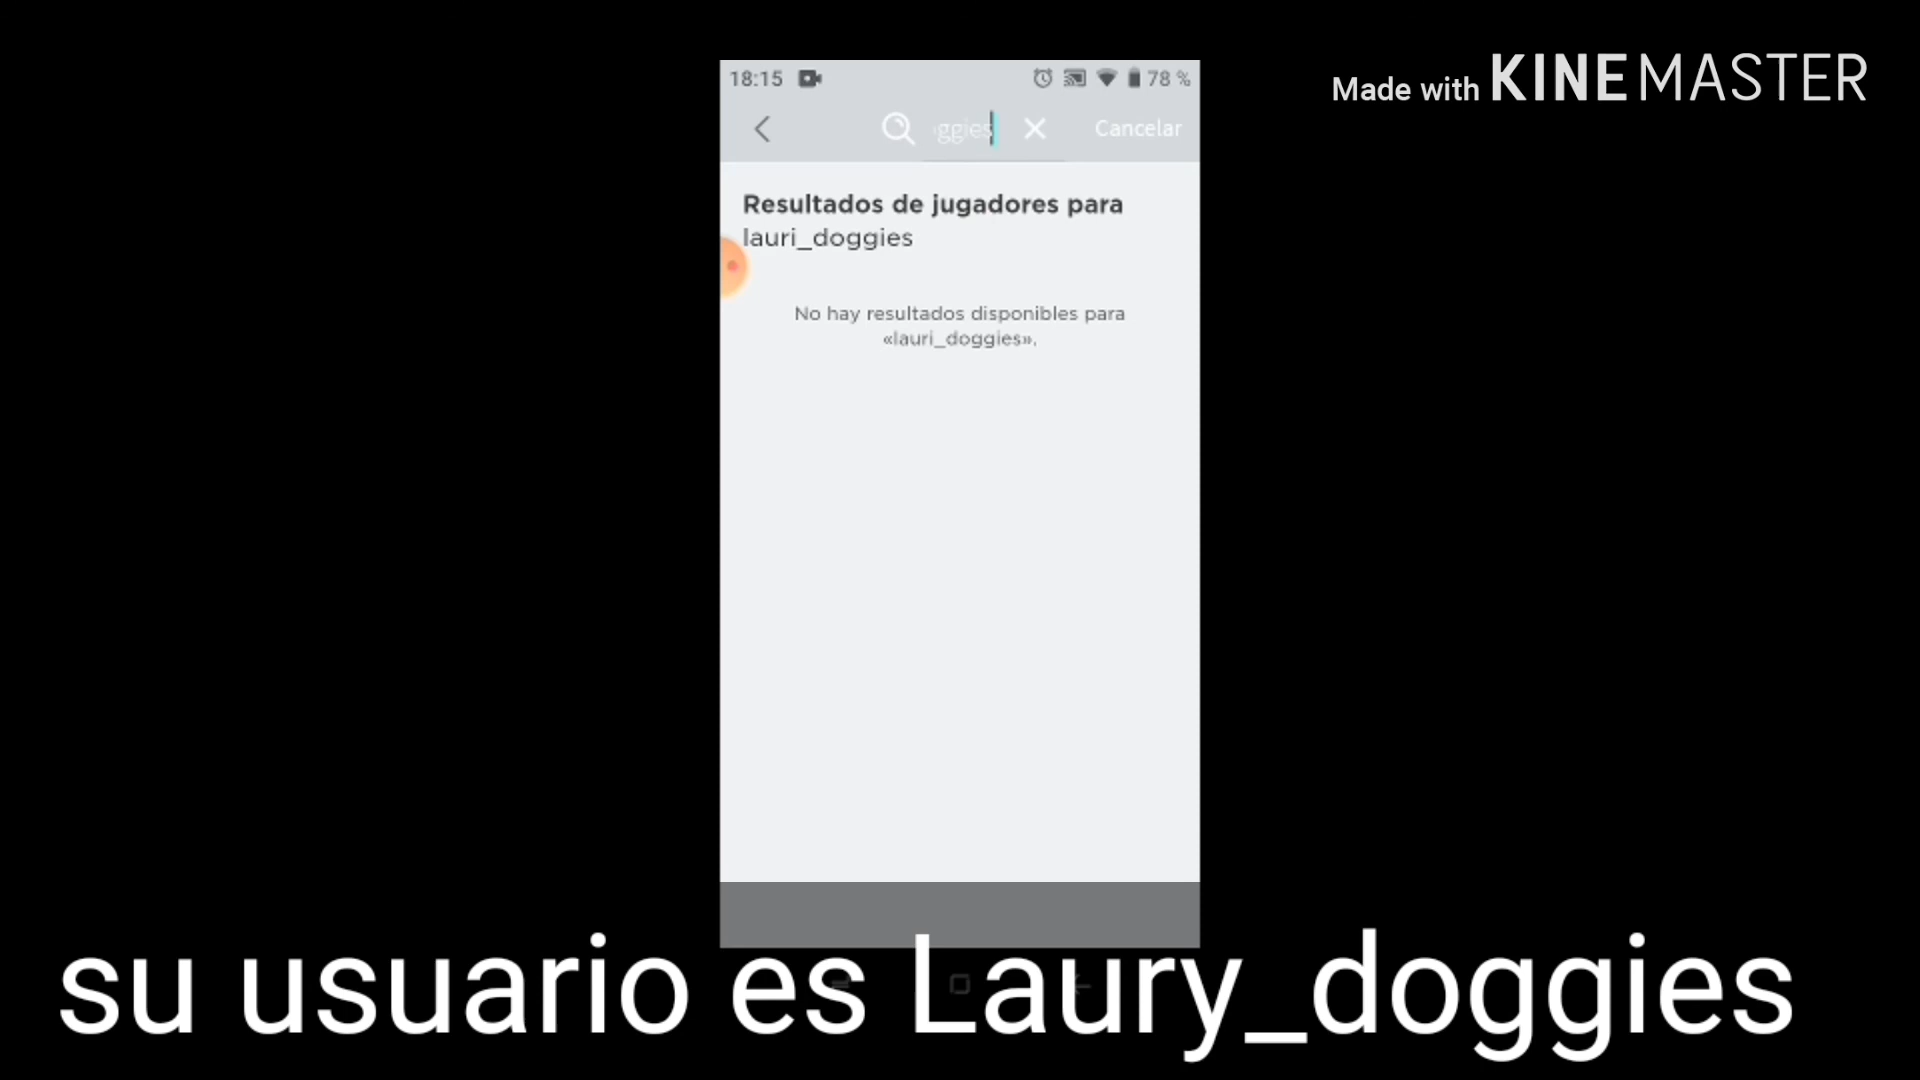 Made with KINEMASTER
18:15 78 %
ggies Cancelar
Resultados de jugadores para
lauri_doggies
No hay resultados disponibles para
«lauri_doggies».
su usuario es Laury_doggies